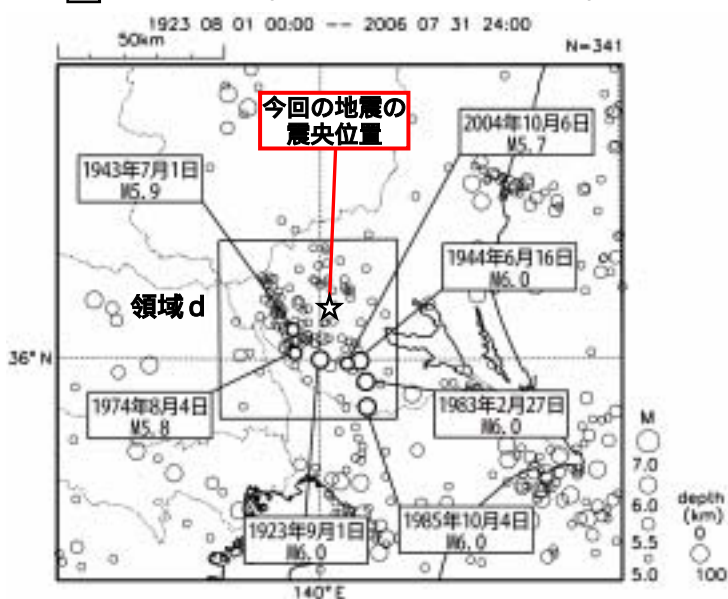 1923 08 01 00:00 -- 2006 07 31 24:00
50km
N=341
今回の地震の
震央位置
2004年10月6日
M5.7
1943年7月1日
M5.9
1944年6月16日
M6.0
領域d
36°N
1974年8月4日
M5.8
1983年2月27日
M6.0
1923年9月1日
M6.0
1985年10月4日
M6.0
M
7.0
6.0
5.5
5.0
depth
(km)
0
100
140°E